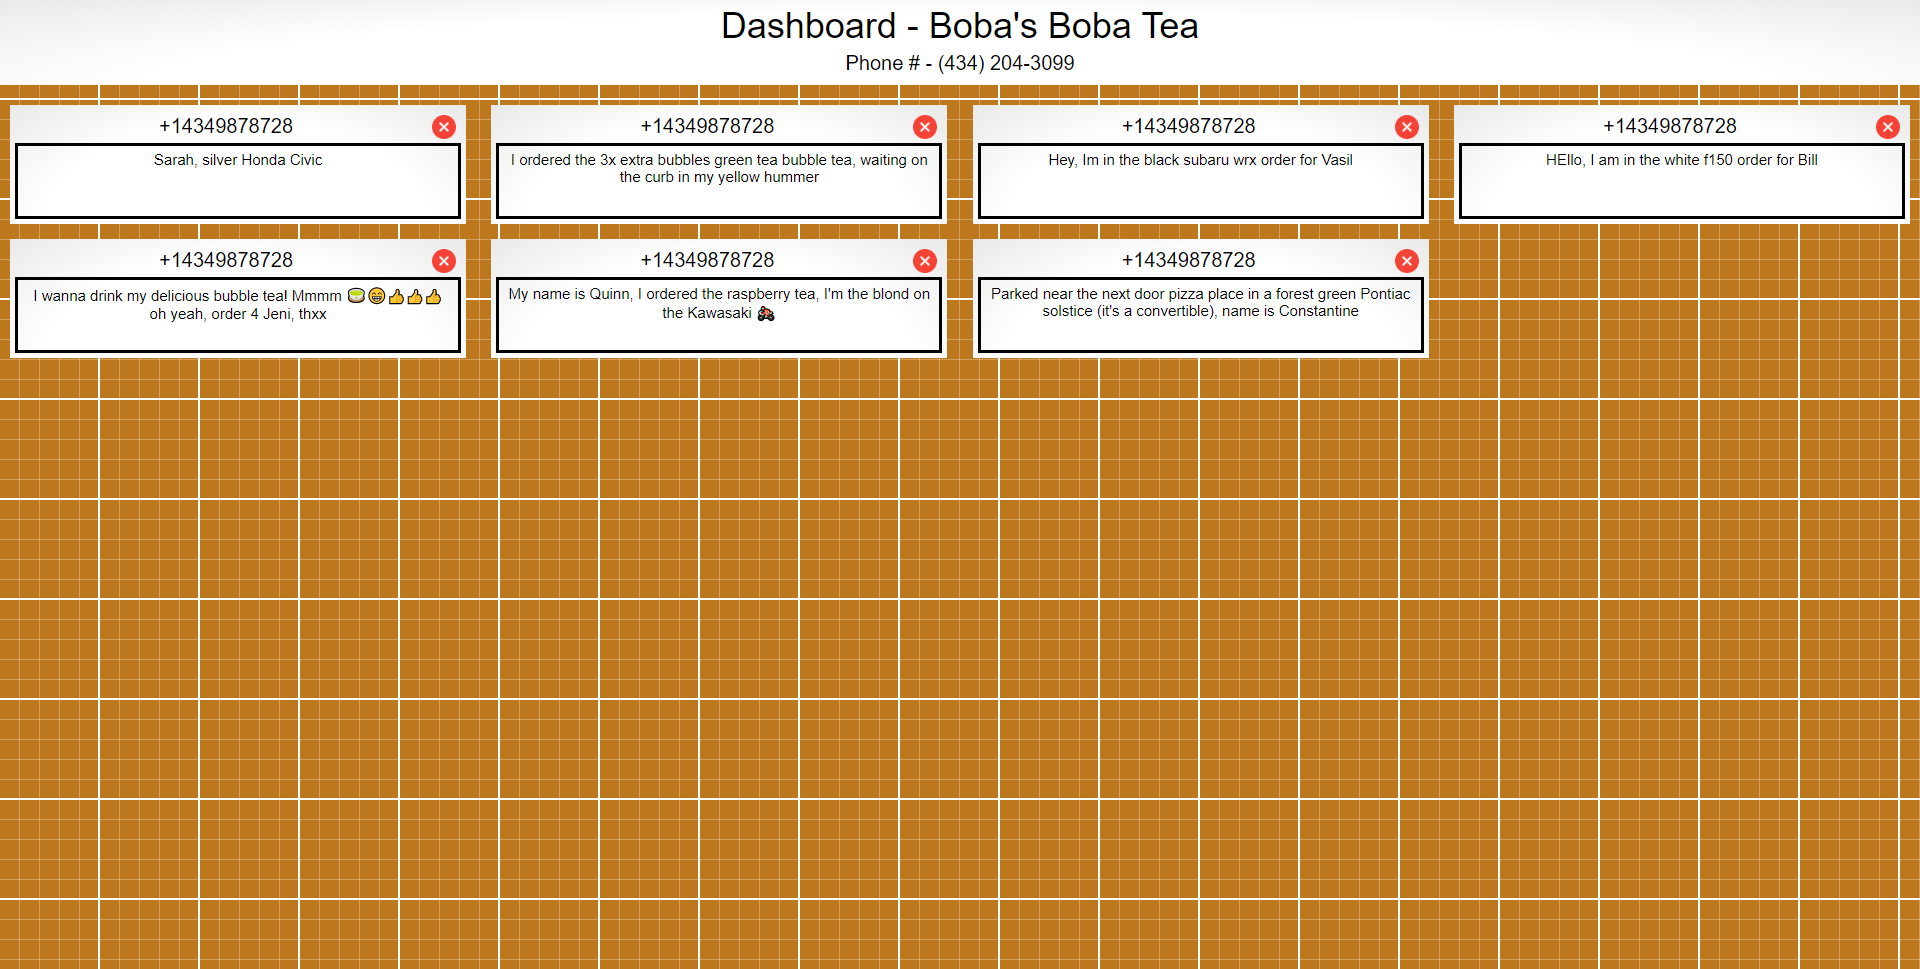 Dashboard - Boba's Boba Tea
Phone # - (434) 204-3099
+14349878728
Sarah, silver Honda Civic
+14349878728
I ordered the 3x extra bubbles green tea bubble tea, waiting on
the curb in my yellow hummer
+14349878728
Hey, Im in the black subaru wrx order for Vasil
+14349878728
HEllo, I am in the white f150 order for Bill
+14349878728
I wanna drink my delicious bubble tea! Mmmm 🍵😁👍👍👍
oh yeah, order 4 Jeni, thxx
+14349878728
My name is Quinn, I ordered the raspberry tea, I'm the blond on
the Kawasaki 🏍
+14349878728
Parked near the next door pizza place in a forest green Pontiac
solstice (it's a convertible), name is Constantine